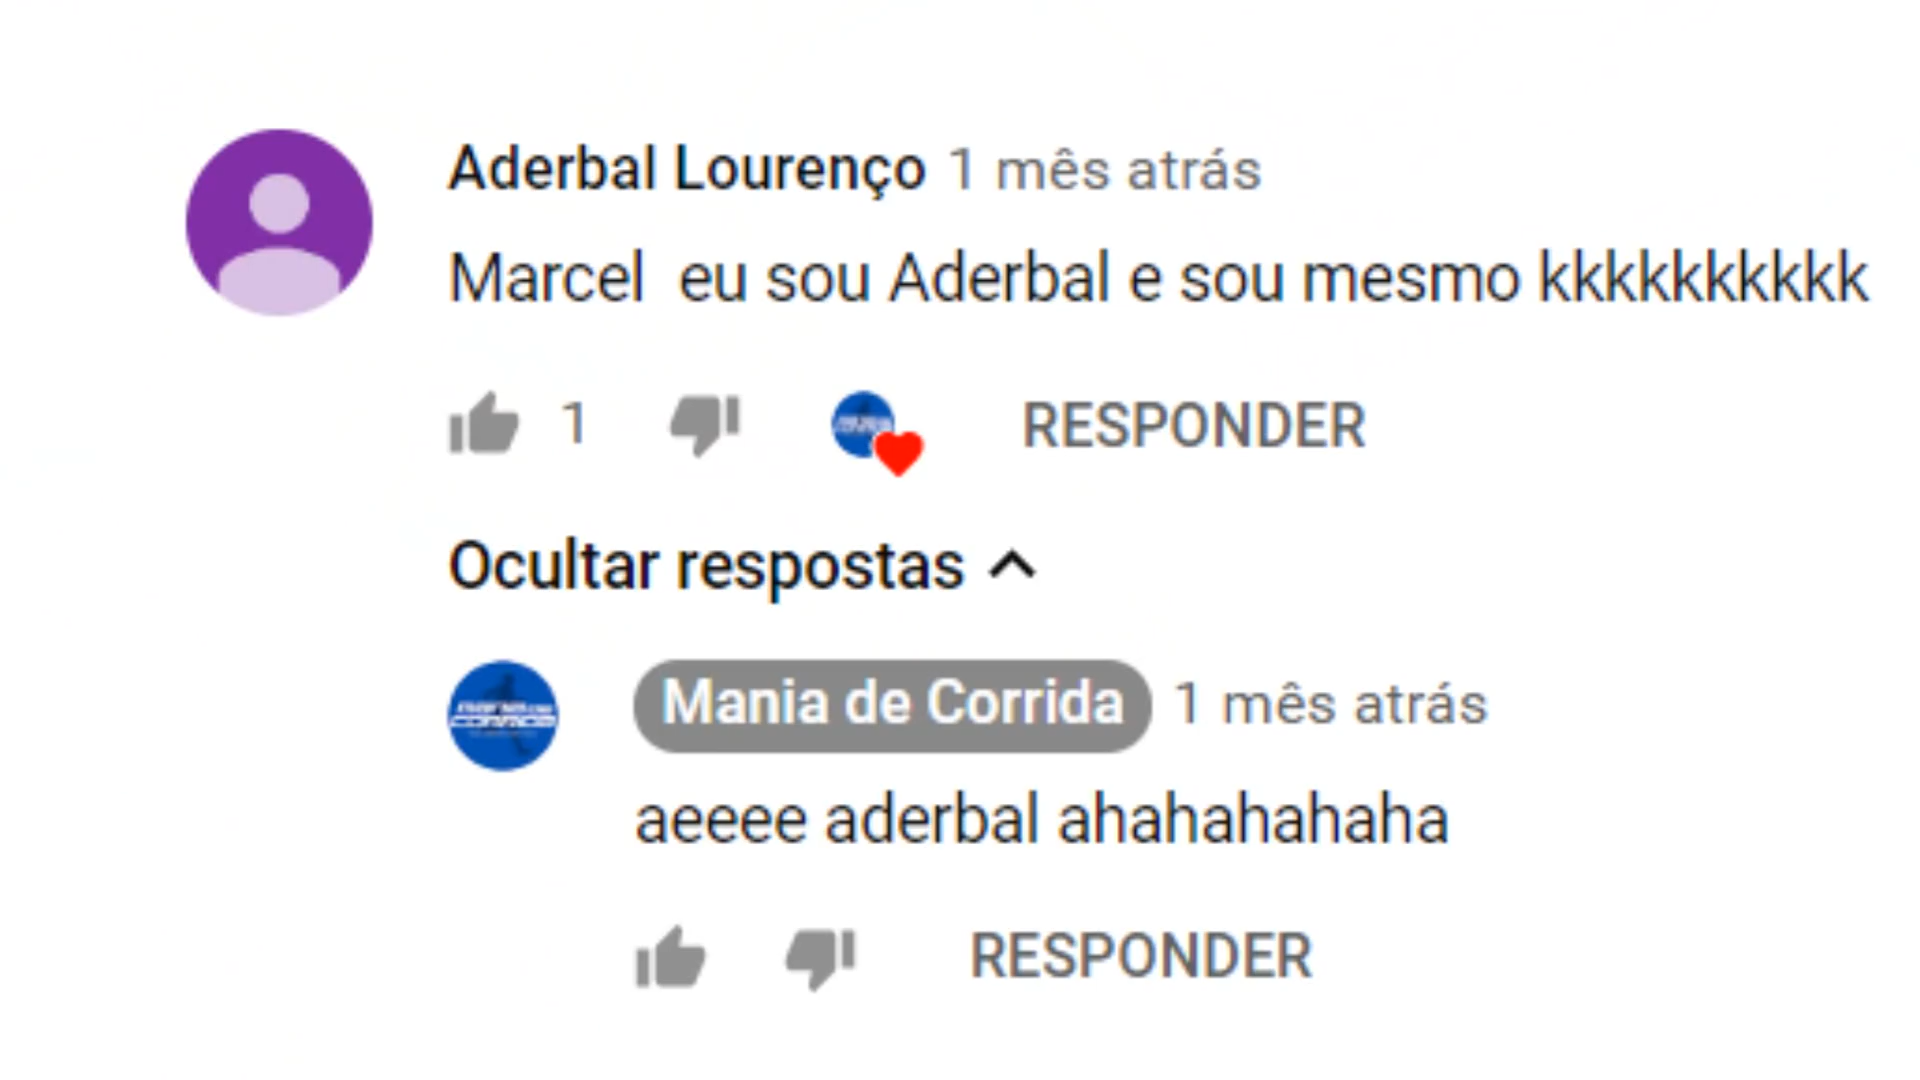 Aderbal Lourenço 1 mês atrás
Marcel eu sou Aderbal e sou mesmo kkkkkkkkkk
1 RESPONDER
Ocultar respostas
Mania de Corrida 1 mês atrás
aeeee aderbal ahahahahaha
RESPONDER